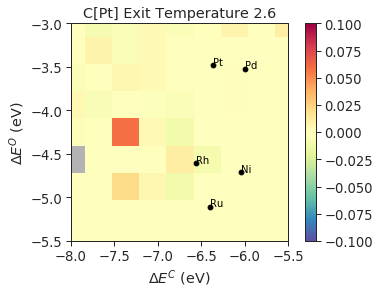 C[Pt] Exit Temperature 2.6
−3.0
−3.5
−4.0
−4.5
−5.0
−5.5
ΔE^O (eV)
Pt
Pd
Rh
Ni
Ru
−8.0 −7.5 −7.0 −6.5 −6.0 −5.5
ΔE^C (eV)
0.100
0.075
0.050
0.025
0.000
−0.025
−0.050
−0.075
−0.100